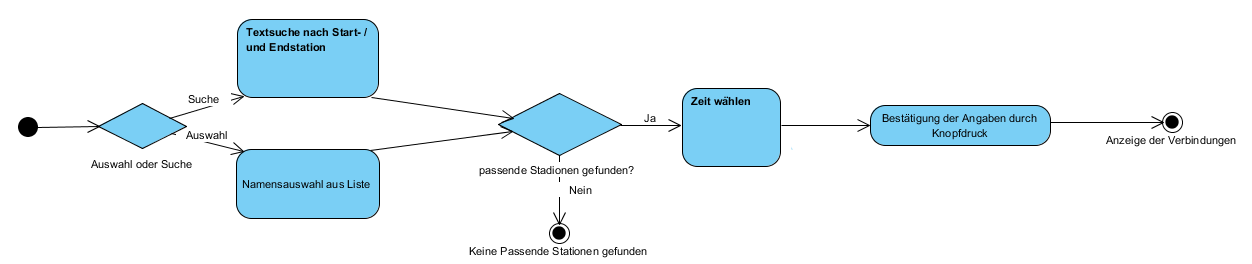 Textsuche nach Start- /
und Endstation
Suche
Auswahl
Auswahl oder Suche
Namensauswahl aus Liste
passende Stadionen gefunden?
Ja
Nein
Keine Passende Stationen gefunden
Zeit wählen
Bestätigung der Angaben durch
Knopfdruck
Anzeige der Verbindungen